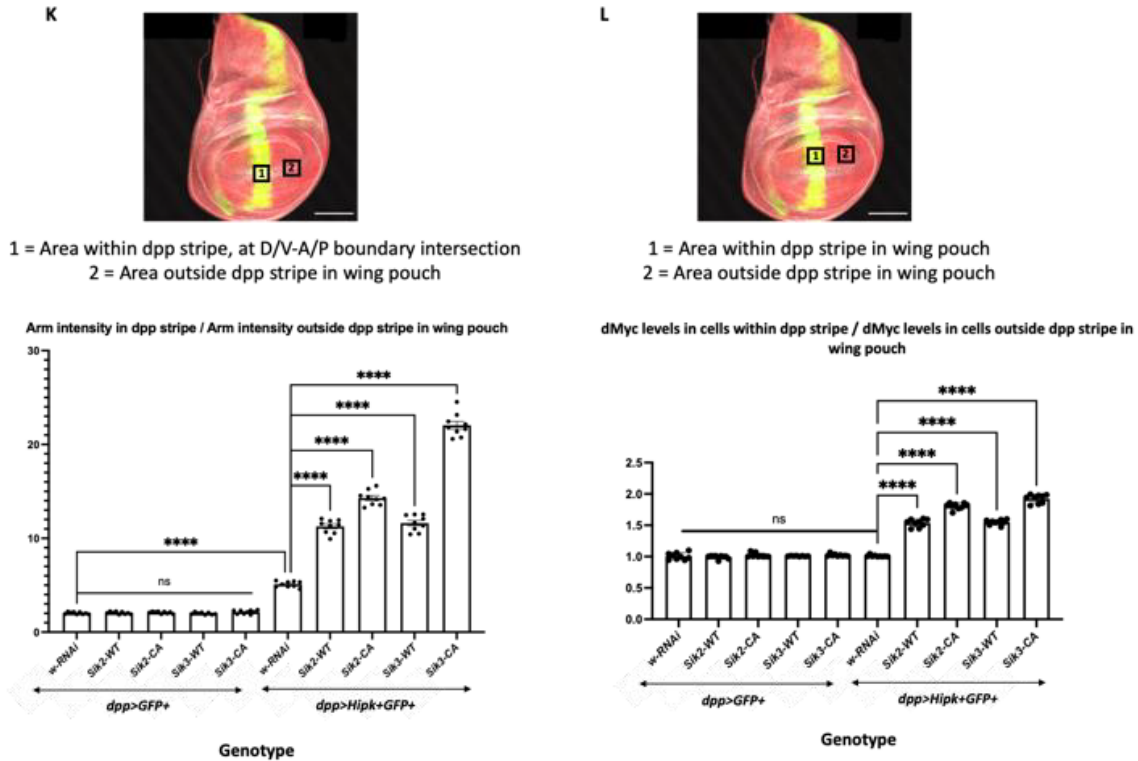 K
1
2
1 = Area within dpp stripe, at D/V-A/P boundary intersection
2 = Area outside dpp stripe in wing pouch
Arm intensity in dpp stripe / Arm intensity outside dpp stripe in wing pouch
30
20
10
0
****
****
****
****
****
ns
w-RNAi
Sik2-WT
Sik2-CA
Sik3-WT
Sik3-CA
w-RNAi
Sik2-WT
Sik2-CA
Sik3-WT
Sik3-CA
dpp>GFP+
dpp>Hipk+GFP+
Genotype
L
1
2
1 = Area within dpp stripe in wing pouch
2 = Area outside dpp stripe in wing pouch
dMyc levels in cells within dpp stripe / dMyc levels in cells outside dpp stripe in
wing pouch
2.5
2.0
1.5
1.0
0.5
0.0
****
****
****
****
ns
w-RNAi
Sik2-WT
Sik2-CA
Sik3-WT
Sik3-CA
w-RNAi
Sik2-WT
Sik2-CA
Sik3-WT
Sik3-CA
dpp>GFP+
dpp>Hipk+GFP+
Genotype